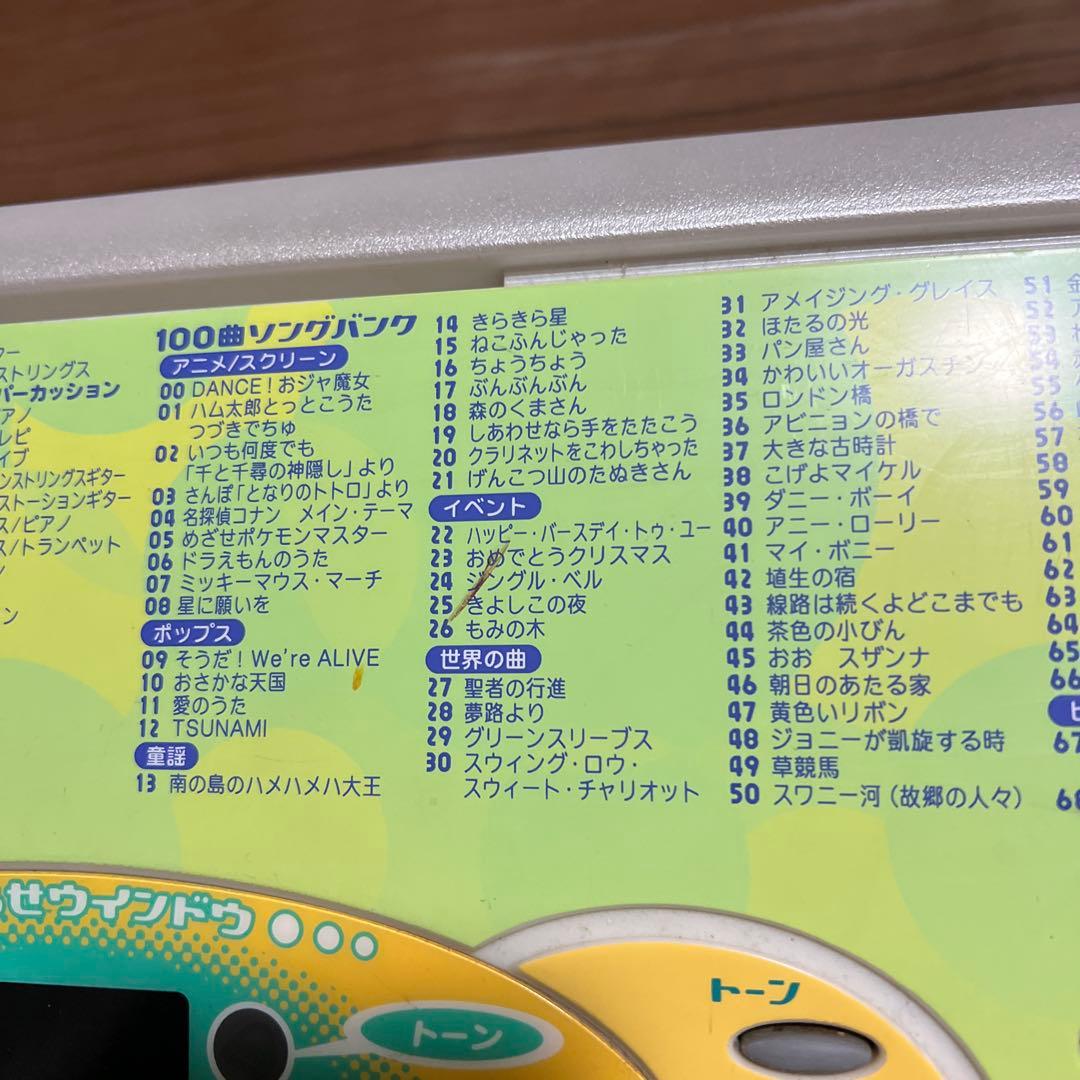 ストリングス
パーカッション
ンストリングスギター
ストーションギター
ス/ピアノ
ス/トランペット
100曲ソングバンク
アニメ/スクリーン
00 DANCE!おジャ魔女
01 ハム太郎とっとこうた
つづきでちゅ
02 いつも何度でも
「千と千尋の神隠し」より
03 さんぽ「となりのトトロ」より
04 名探偵コナン メイン・テーマ
05 めざせポケモンマスター
06 ドラえもんのうた
07 ミッキーマウス・マーチ
08 星に願いを
ポップス
09 そうだ!We're ALIVE
10 おさかな天国
11 愛のうた
12 TSUNAMI
童謡
13 南の島のハメハメハ大王
14 きらきら星
15 ねこふんじゃった
16 ちょうちょう
17 ぶんぶんぶん
18 森のくまさん
19 しあわせなら手をたたこう
20 クラリネットをこわしちゃった
21 げんこつ山のたぬきさん
イベント
22 ハッピー・バースデイ・トゥ・ユー
23 おめでとうクリスマス
24 ジングル・ベル
25 きよしこの夜
26 もみの木
世界の曲
27 聖者の行進
28 夢路より
29 グリーンスリーブス
30 スウィング・ロウ・
スウィート・チャリオット
31 アメイジング・グレイス
32 ほたるの光
33 パン屋さん
34 かわいいオーガスチン
35 ロンドン橋
36 アビニョンの橋で
37 大きな古時計
38 こげよマイケル
39 ダニー・ボーイ
40 アニー・ローリー
41 マイ・ボニー
42 埴生の宿
43 線路は続くよどこまでも
44 茶色の小びん
45 おお スザンナ
46 朝日のあたる家
47 黄色いリボン
48 ジョニーが凱旋する時
49 草競馬
50 スワニー河(故郷の人々)
51
52
53
54
55
56
57
58
59
60
61
62
63
64
65
66
67
68
せウインドウ
トーン
トーン